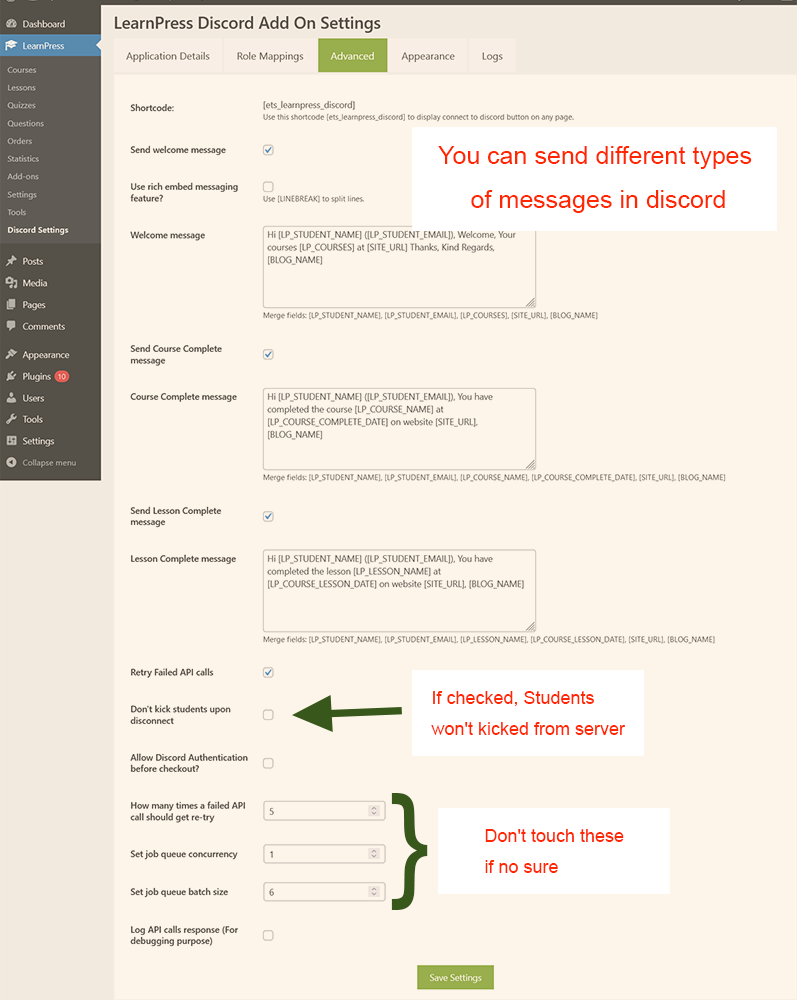 LearnPress Discord Add On Settings
Dashboard
LearnPress
Courses
Lessons
Quizzes
Questions
Orders
Statistics
Add-ons
Settings
Tools
Discord Settings
Posts
Media
Pages
Comments
Appearance
Plugins 10
Users
Tools
Settings
Collapse menu
Application Details
Role Mappings
Advanced
Appearance
Logs
Shortcode:
[ets_learnpress_discord]
Use this shortcode [ets_learnpress_discord] to display connect to discord button on any page.
Send welcome message
You can send different types
of messages in discord
Use rich embed messaging
feature?
Use [LINEBREAK] to split lines.
Welcome message
Hi [LP_STUDENT_NAME] ([LP_STUDENT_EMAIL]), Welcome, Your
courses [LP_COURSES] at [SITE_URL] Thanks, Kind Regards,
[BLOG_NAME]
Merge fields: [LP_STUDENT_NAME], [LP_STUDENT_EMAIL], [LP_COURSES], [SITE_URL], [BLOG_NAME]
Send Course Complete
message
Course Complete message
Hi [LP_STUDENT_NAME] ([LP_STUDENT_EMAIL]), You have
completed the course [LP_COURSE_NAME] at
[LP_COURSE_COMPLETE_DATE] on website [SITE_URL],
[BLOG_NAME]
Merge fields: [LP_STUDENT_NAME], [LP_STUDENT_EMAIL], [LP_COURSE_NAME], [LP_COURSE_COMPLETE_DATE], [SITE_URL], [BLOG_NAME]
Send Lesson Complete
message
Lesson Complete message
Hi [LP_STUDENT_NAME] ([LP_STUDENT_EMAIL]), You have
completed the lesson [LP_LESSON_NAME] at
[LP_COURSE_LESSON_DATE] on website [SITE_URL], [BLOG_NAME]
Merge fields: [LP_STUDENT_NAME], [LP_STUDENT_EMAIL], [LP_LESSON_NAME], [LP_COURSE_LESSON_DATE], [SITE_URL], [BLOG_NAME]
Retry Failed API calls
Don't kick students upon
disconnect
If checked, Students
won't kicked from server
Allow Discord Authentication
before checkout?
How many times a failed API
call should get re-try
5
Set job queue concurrency
1
Set job queue batch size
6
Don't touch these
if no sure
Log API calls response (For
debugging purpose)
Save Settings